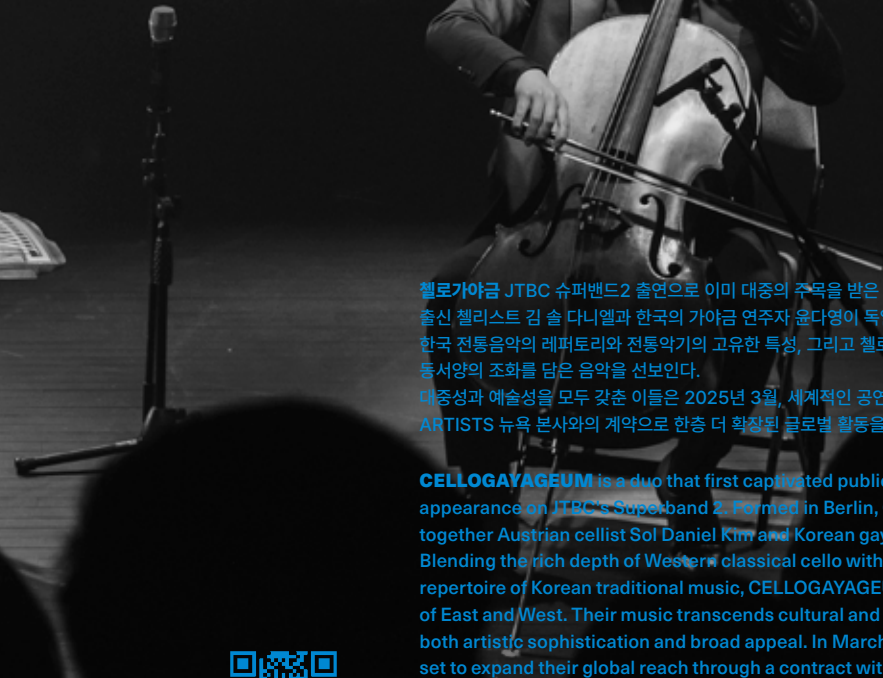 첼로가야금 JTBC 슈퍼밴드2 출연으로 이미 대중의 주목을 받은
출신 첼리스트 김 솔 다니엘과 한국의 가야금 연주자 윤다영이
한국 전통음악의 레퍼토리와 전통악기의 고유한 특성, 그리고
동서양의 조화를 담은 음악을 선보인다.
대중성과 예술성을 모두 갖춘 이들은 2025년 3월, 세계적인
ARTISTS 뉴욕 본사와의 계약으로 한층 더 확장된 글로벌 활동을
CELLOGAYAGEUM is a duo that first captivated
appearance on JTBC's Superband 2. Formed in Berlin,
together Austrian cellist Sol Daniel Kim and Korean
Blending the rich depth of Western classical cello with
repertoire of Korean traditional music,
of East and West. Their music transcends cultural and
both artistic sophistication and broad appeal. In March
set to expand their global reach through a contract